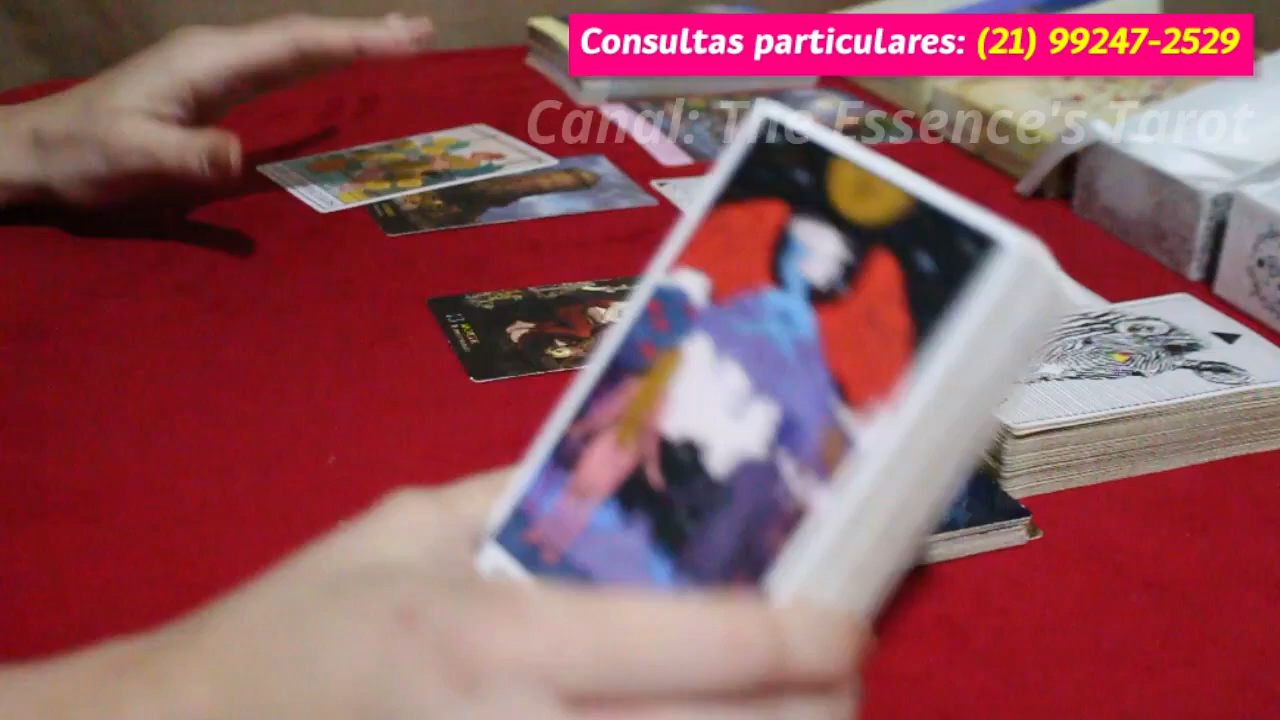 Consultas particulares: (21) 99247-2529
Canal: The Essence's Tarot